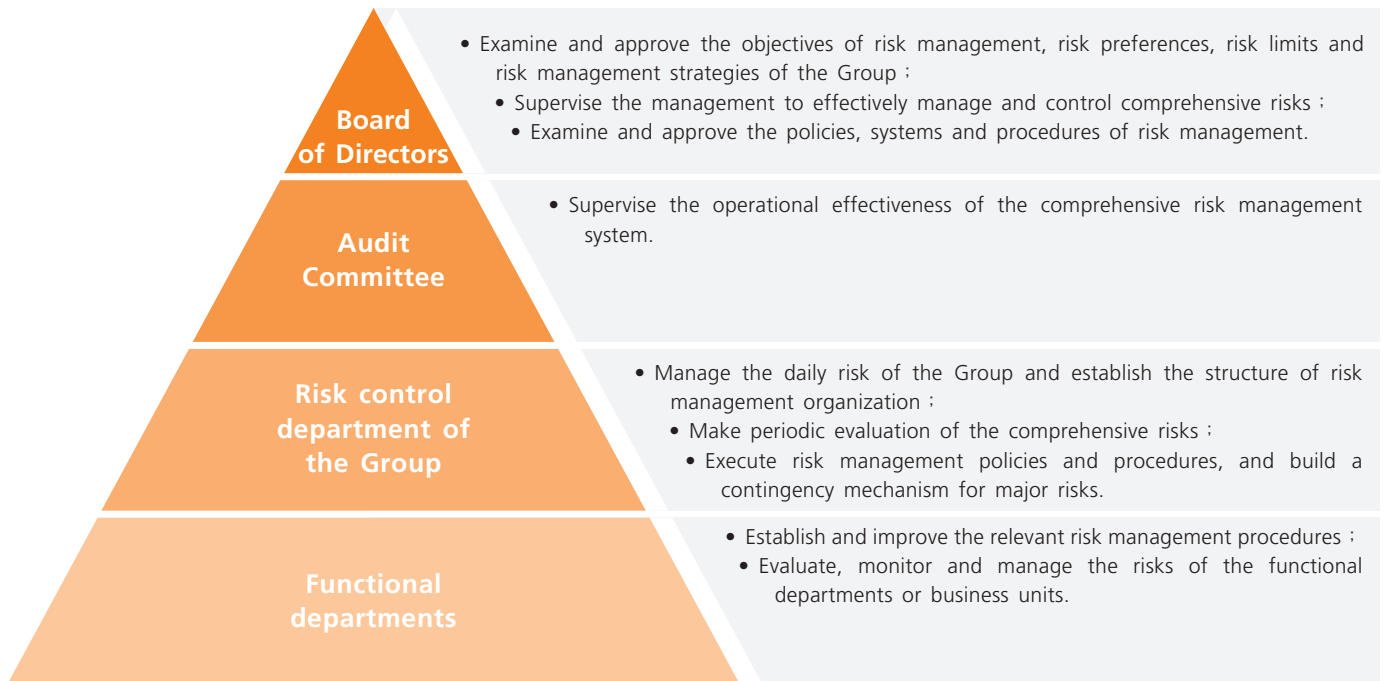 Board
of Directors
• Examine and approve the objectives of risk management, risk preferences, risk limits and
risk management strategies of the Group；
• Supervise the management to effectively manage and control comprehensive risks；
• Examine and approve the policies, systems and procedures of risk management.
Audit
Committee
• Supervise the operational effectiveness of the comprehensive risk management
system.
Risk control
department of
the Group
• Manage the daily risk of the Group and establish the structure of risk
management organization；
• Make periodic evaluation of the comprehensive risks；
• Execute risk management policies and procedures, and build a
contingency mechanism for major risks.
Functional
departments
• Establish and improve the relevant risk management procedures；
• Evaluate, monitor and manage the risks of the functional
departments or business units.